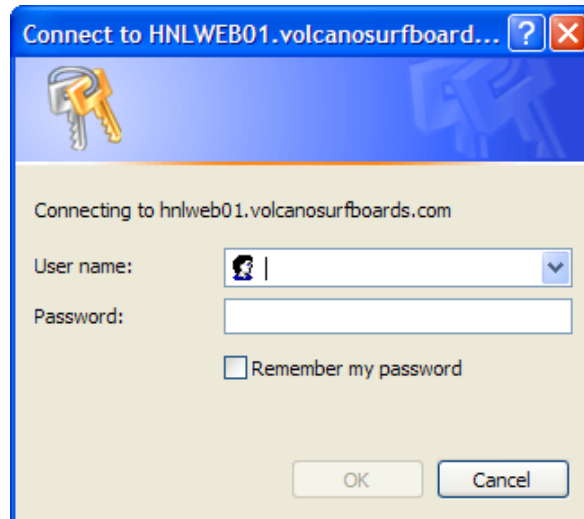 Connect to HNLWEB01.volcanosurfboard...
Connecting to hnlweb01.volcanosurfboards.com
User name:
Password:
Remember my password
OK Cancel